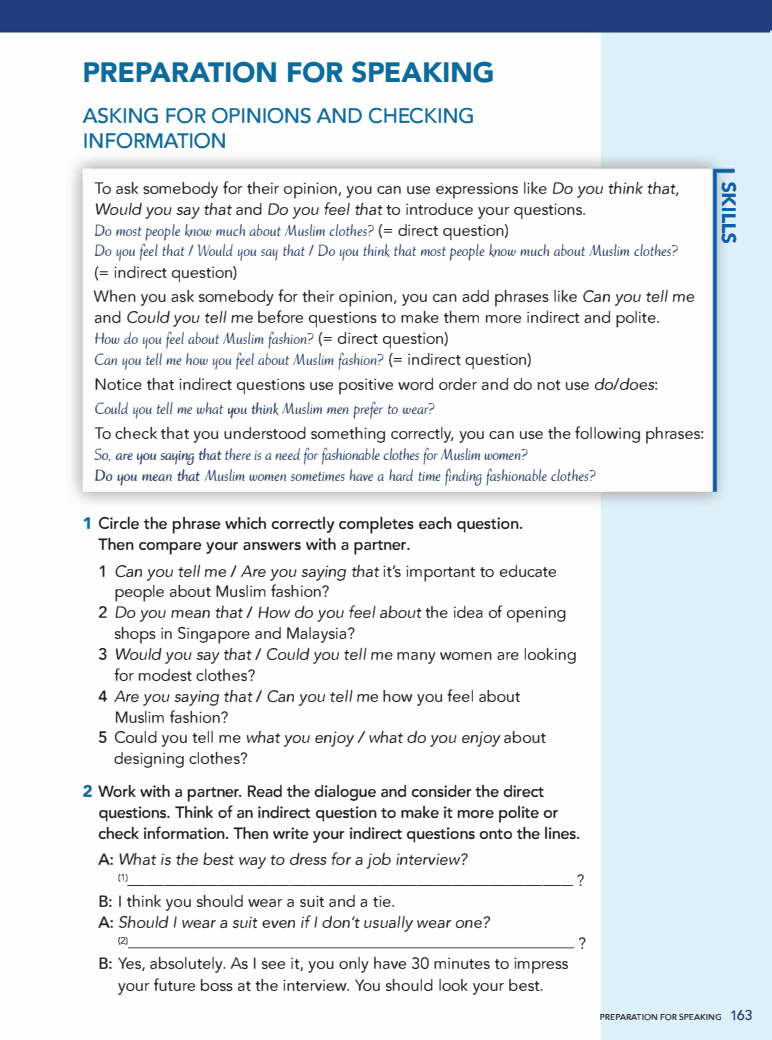 PREPARATION FOR SPEAKING
ASKING FOR OPINIONS AND CHECKING
INFORMATION
To ask somebody for their opinion, you can use expressions like Do you think that,
Would you say that and Do you feel that to introduce your questions.
Do most people know much about Muslim clothes? (= direct question)
Do you feel that / Would you say that / Do you think that most people know much about Muslim clothes?
(= indirect question)
When you ask somebody for their opinion, you can add phrases like Can you tell me
and Could you tell me before questions to make them more indirect and polite.
How do you feel about Muslim fashion? (= direct question)
Can you tell me how you feel about Muslim fashion? (= indirect question)
Notice that indirect questions use positive word order and do not use do/does:
Could you tell me what you think Muslim men prefer to wear?
To check that you understood something correctly, you can use the following phrases:
So, are you saying that there is a need for fashionable clothes for Muslim women?
Do you mean that Muslim women sometimes have a hard time finding fashionable clothes?
SKILLS
1 Circle the phrase which correctly completes each question.
Then compare your answers with a partner.
1 Can you tell me / Are you saying that it's important to educate
people about Muslim fashion?
2 Do you mean that / How do you feel about the idea of opening
shops in Singapore and Malaysia?
3 Would you say that / Could you tell me many women are looking
for modest clothes?
4 Are you saying that / Can you tell me how you feel about
Muslim fashion?
5 Could you tell me what you enjoy / what do you enjoy about
designing clothes?
2 Work with a partner. Read the dialogue and consider the direct
questions. Think of an indirect question to make it more polite or
check information. Then write your indirect questions onto the lines.
A: What is the best way to dress for a job interview?
(1)______________________________________________ ?
B: I think you should wear a suit and a tie.
A: Should I wear a suit even if I don't usually wear one?
(2)______________________________________________ ?
B: Yes, absolutely. As I see it, you only have 30 minutes to impress
your future boss at the interview. You should look your best.
PREPARATION FOR SPEAKING 163